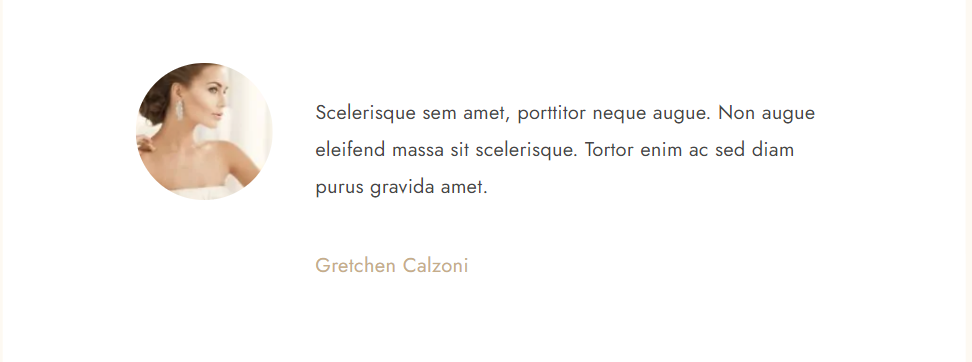 Scelerisque sem amet, porttitor neque augue. Non augue
eleifend massa sit scelerisque. Tortor enim ac sed diam
purus gravida amet.
Gretchen Calzoni